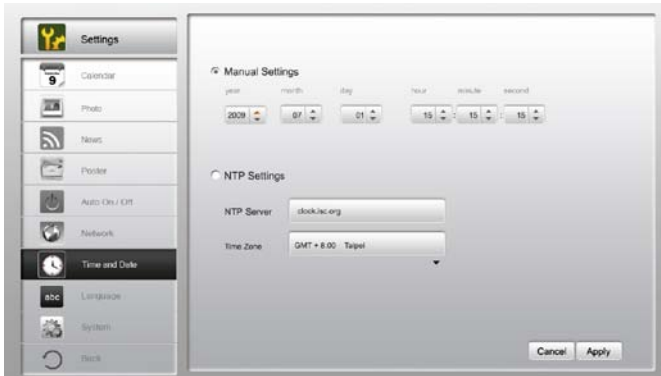 Settings
9
Calendar
Photo
News
Poster
Auto On / Off
Network
Time and Date
abc
Language
System
Back
Manual Settings
year month day hour minute second
2009 07 01 15 : 15 : 15
NTP Settings
NTP Server clock.isc.org
Time Zone GMT + 8:00 Taipei
Cancel Apply